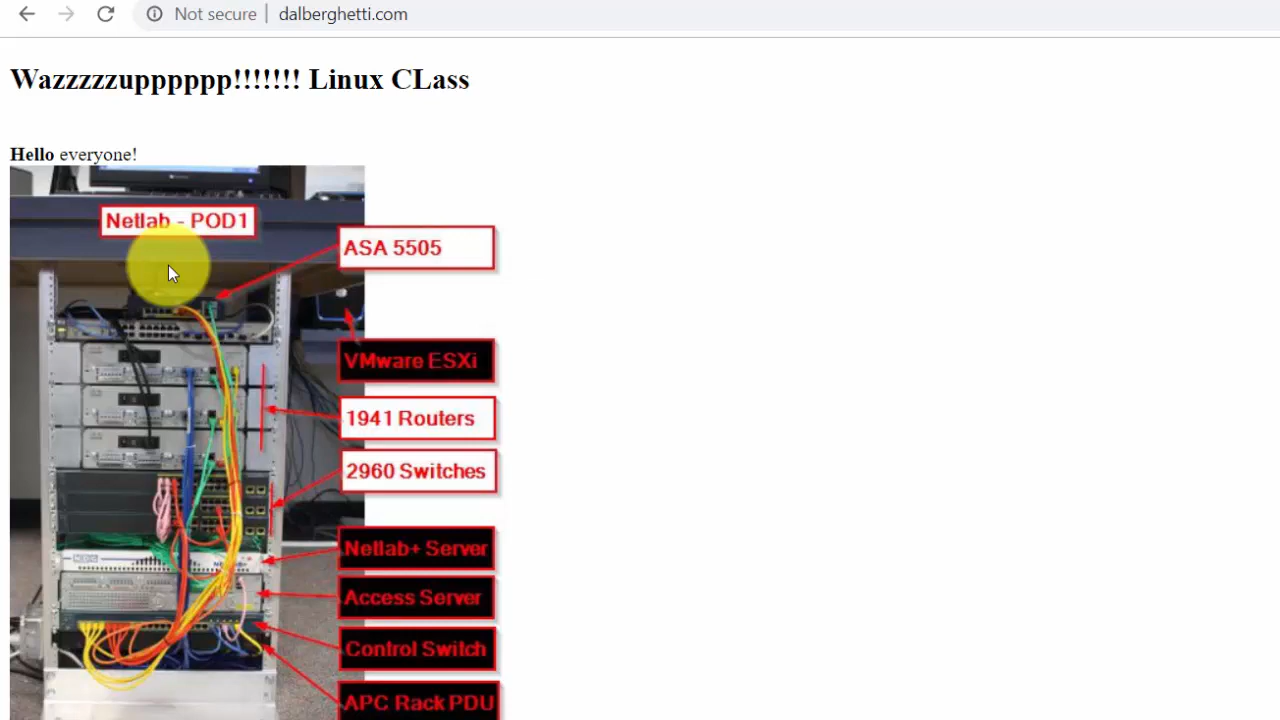 Not secure | dalberghetti.com
Wazzzzzupppppp!!!!!!! Linux CLass
Hello everyone!
Netlab - POD1
ASA 5505
VMware ESXi
1941 Routers
2960 Switches
Netlab+ Server
Access Server
Control Switch
APC Rack PDU